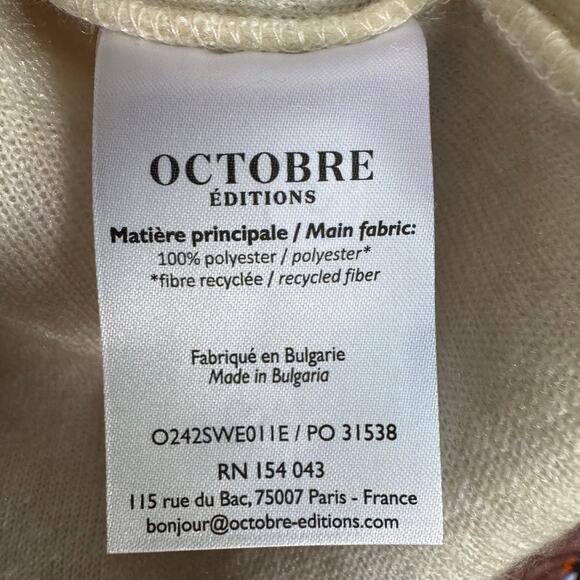 OCTOBRE
ÉDITIONS
Matière principale / Main fabric:
100% polyester / polyester*
*fibre recyclée / recycled fiber
Fabriqué en Bulgarie
Made in Bulgaria
O242SWE011E / PO 31538
RN 154 043
115 rue du Bac, 75007 Paris - France
bonjour@octobre-editions.com